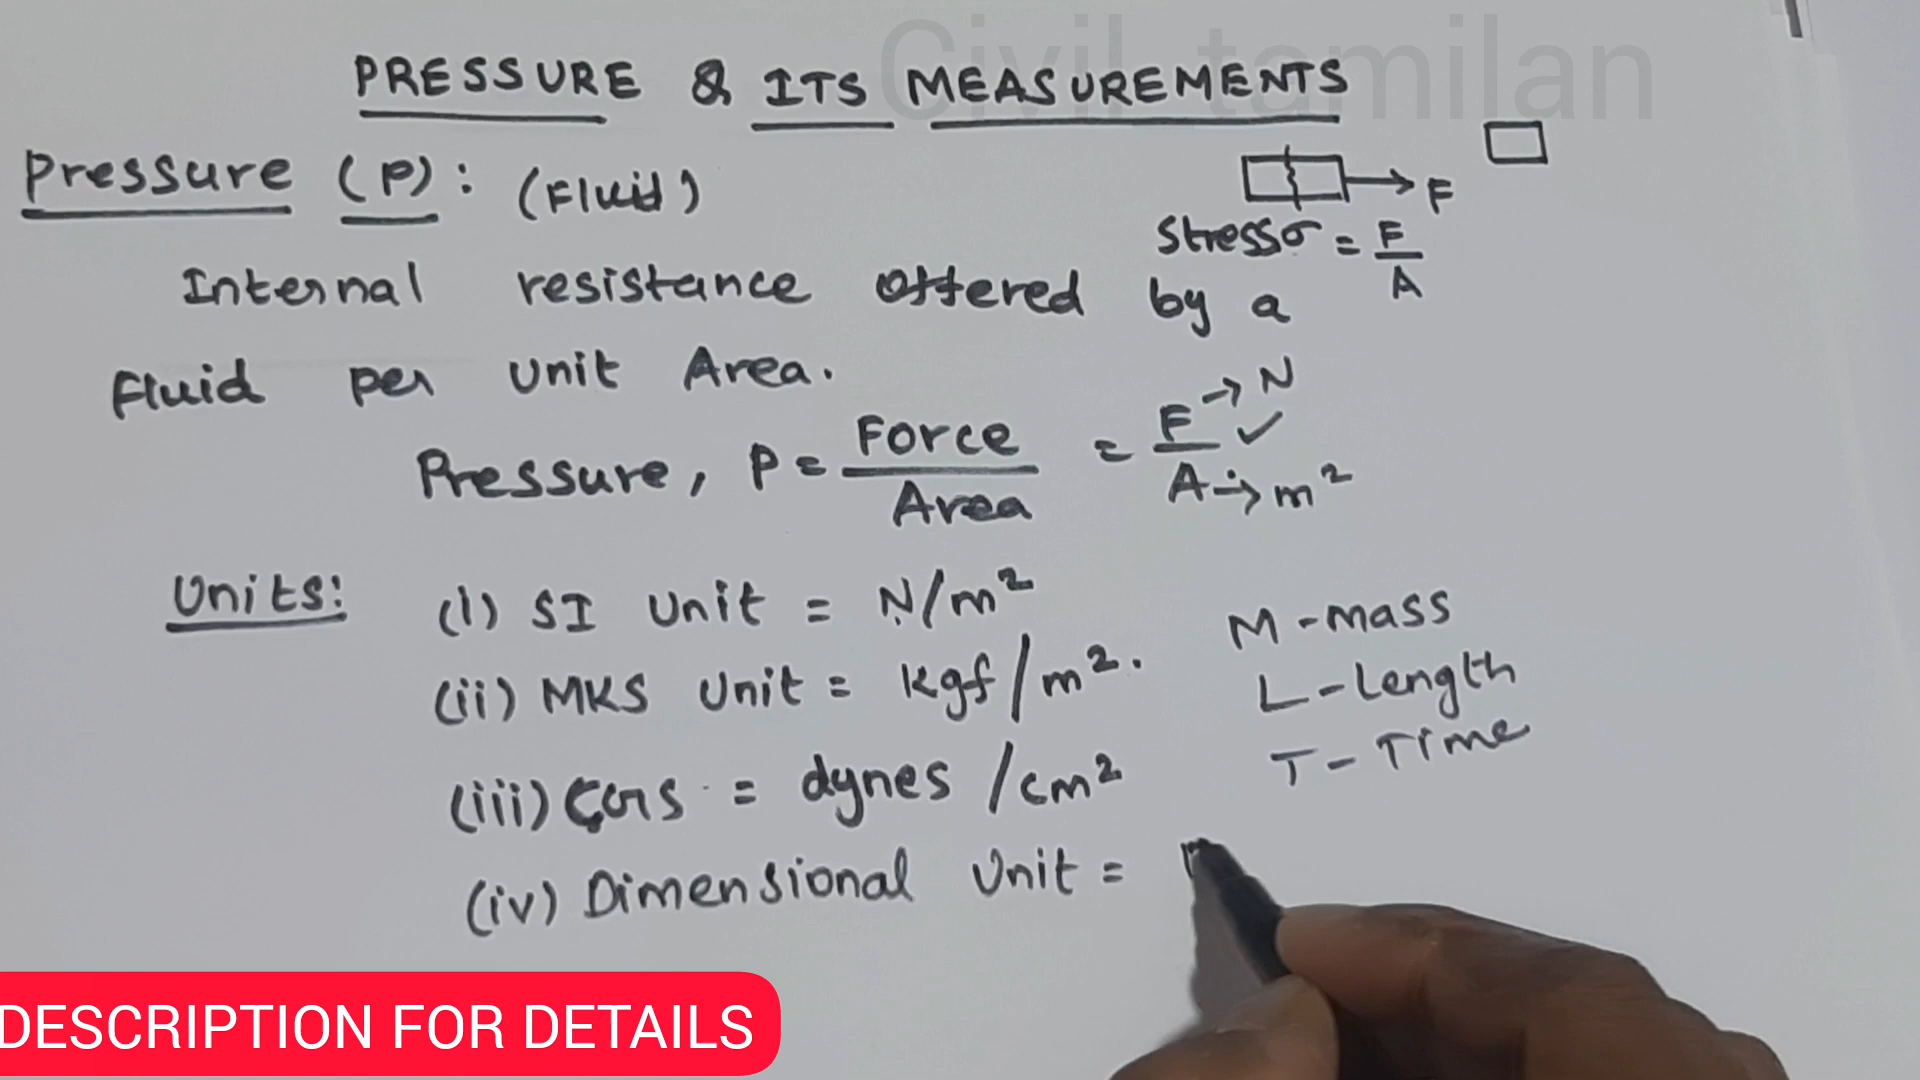 Civil tamilan
PRESSURE & ITS MEASUREMENTS
Pressure (P): (Fluid)
F
Stress σ = F/A
Internal resistance offered by a
fluid per unit Area.
Pressure, P = Force/Area = F/A
→ N ✓
→ m²
Units: (i) SI Unit = N/m²
(ii) MKS Unit = kgf/m².
(iii) CGS = dynes/cm²
(iv) Dimensional Unit =
M - mass
L - Length
T - Time
DESCRIPTION FOR DETAILS